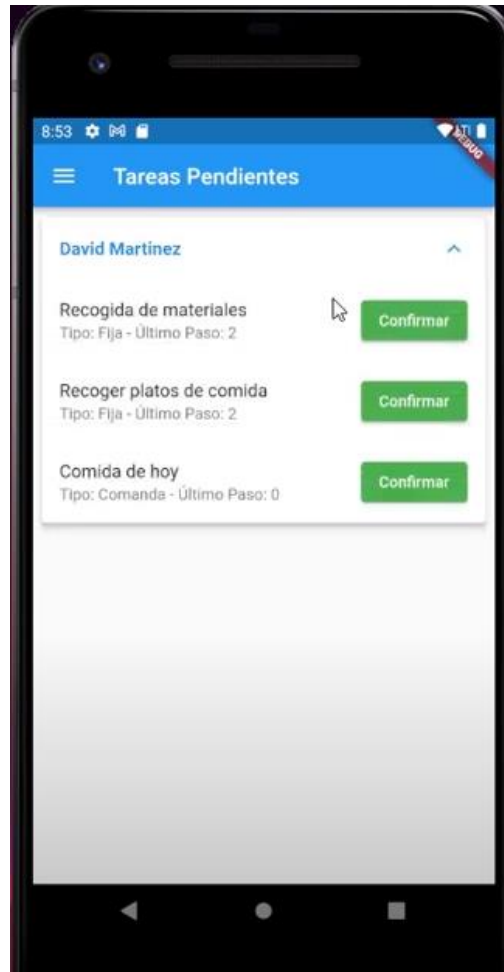 8:53
DEBUG
Tareas Pendientes
David Martinez
Recogida de materiales
Tipo: Fija - Último Paso: 2
Confirmar
Recoger platos de comida
Tipo: Fija - Último Paso: 2
Confirmar
Comida de hoy
Tipo: Comanda - Último Paso: 0
Confirmar